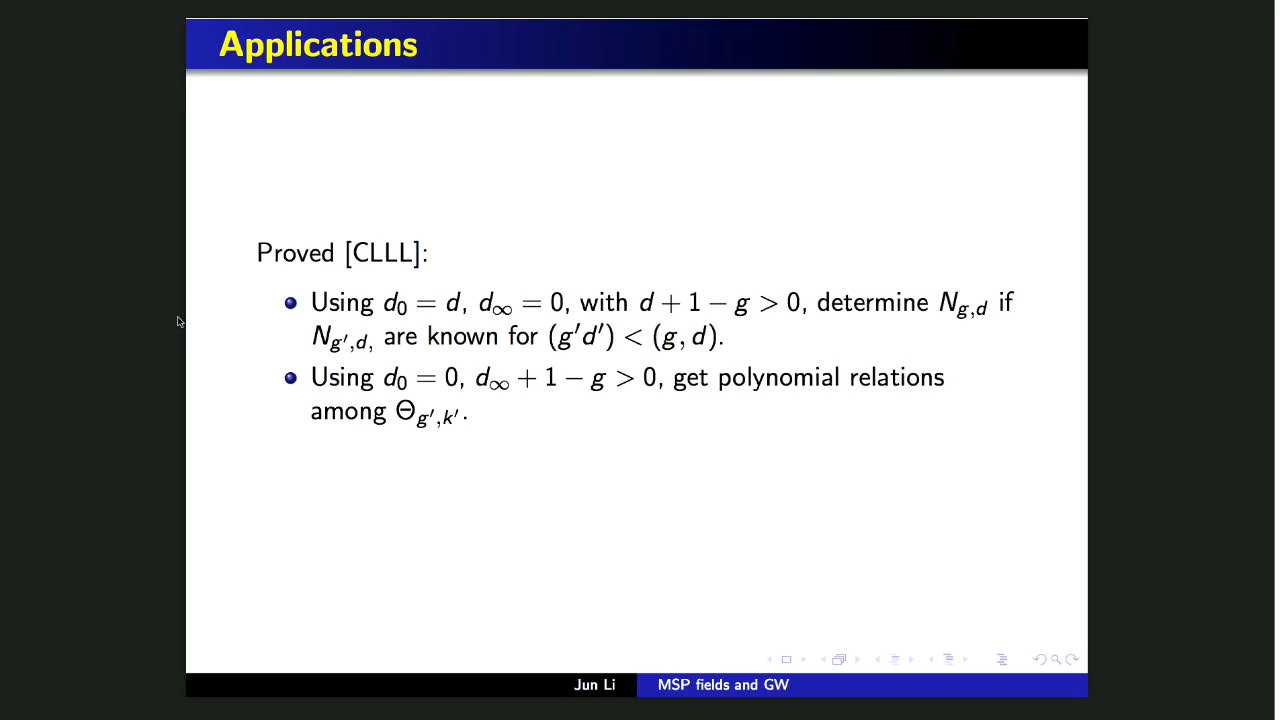 Applications
Proved [CLLL]:
Using d₀ = d, d∞ = 0, with d + 1 − g > 0, determine N_{g,d} if
N_{g′,d,} are known for (g′d′) < (g, d).
Using d₀ = 0, d∞ + 1 − g > 0, get polynomial relations
among Θ_{g′,k′}.
Jun Li
MSP fields and GW